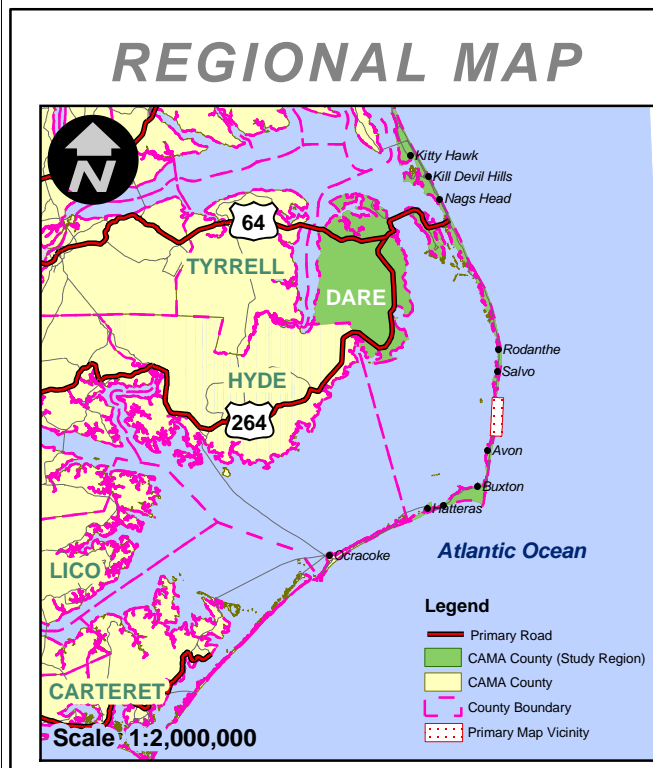 REGIONAL MAP
N
Kitty Hawk
Kill Devil Hills
Nags Head
64
TYRRELL
DARE
Rodanthe
HYDE
Salvo
264
Avon
Buxton
Hatteras
Ocracoke
Atlantic Ocean
LICO
Legend
Primary Road
CAMA County (Study Region)
CAMA County
CARTERET
County Boundary
Primary Map Vicinity
Scale 1:2,000,000